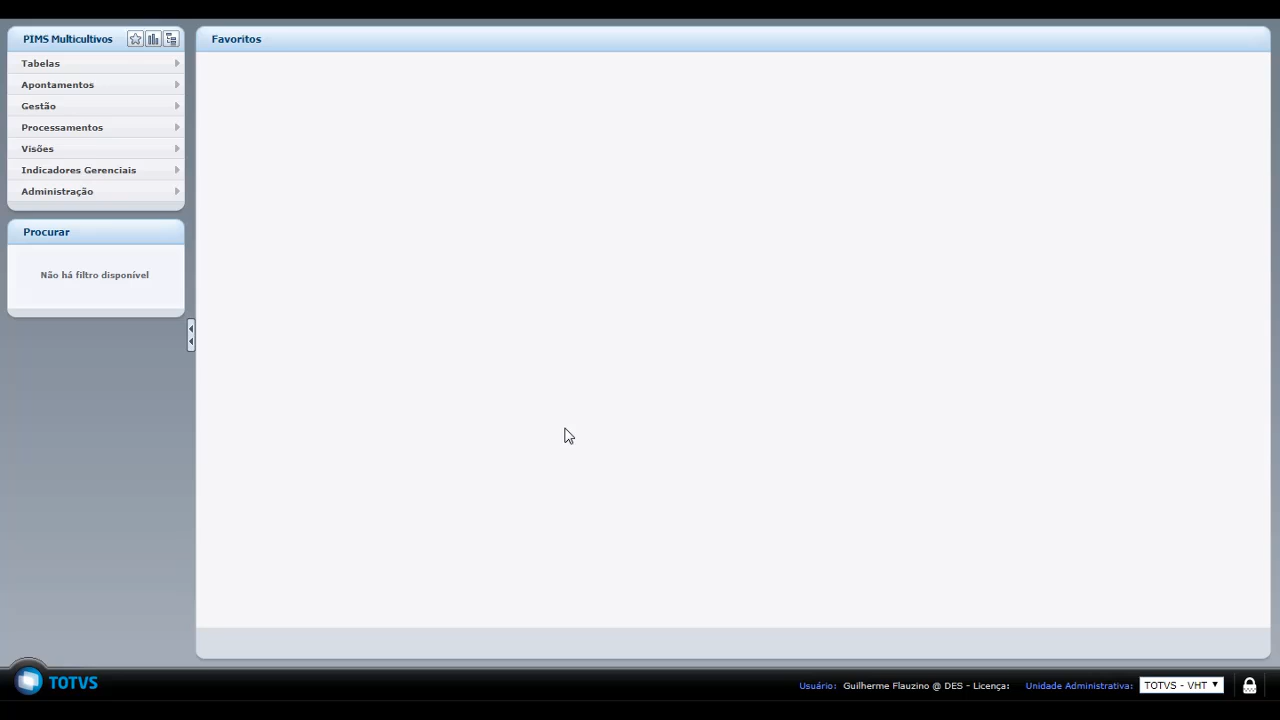 PIMS Multicultivos
Tabelas
Apontamentos
Gestão
Processamentos
Visões
Indicadores Gerenciais
Administração
Procurar
Não há filtro disponível
Favoritos
TOTVS
Usuário: Guilherme Flauzino @ DES - Licença: Unidade Administrativa: TOTVS - VHT